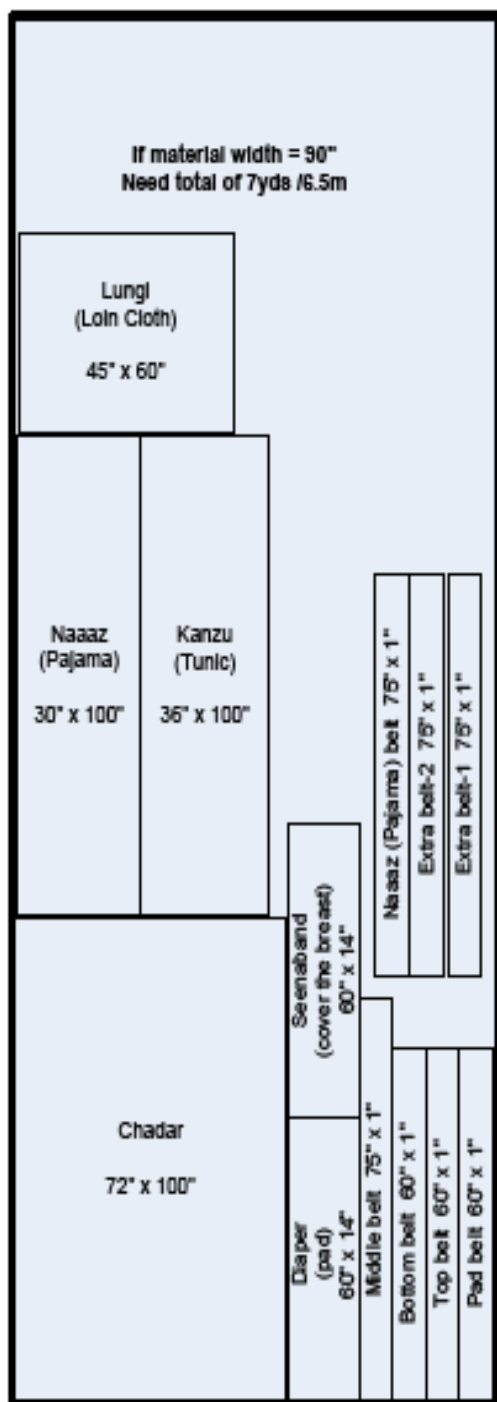 If material width = 90"
Need total of 7yds /6.5m
Lungi
(Loin Cloth)
45" x 60"
Naaaz
(Pajama)
30" x 100"
Kanzu
(Tunic)
36" x 100"
Naaaz (Pajama) belt 75" x 1"
Extra belt-2 75" x 1"
Extra belt-1 75" x 1"
Seenaband
(cover the breast)
60" x 14"
Chadar
72" x 100"
Diaper
(pad)
60" x 14"
Middle belt 75" x 1"
Bottom belt 60" x 1"
Top belt 60" x 1"
Pad belt 60" x 1"